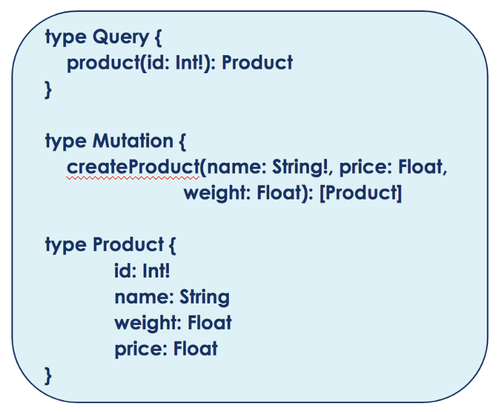 type Query {
product(id: Int!): Product
}
type Mutation {
createProduct(name: String!, price: Float,
weight: Float): [Product]
type Product {
id: Int!
name: String
weight: Float
price: Float
}